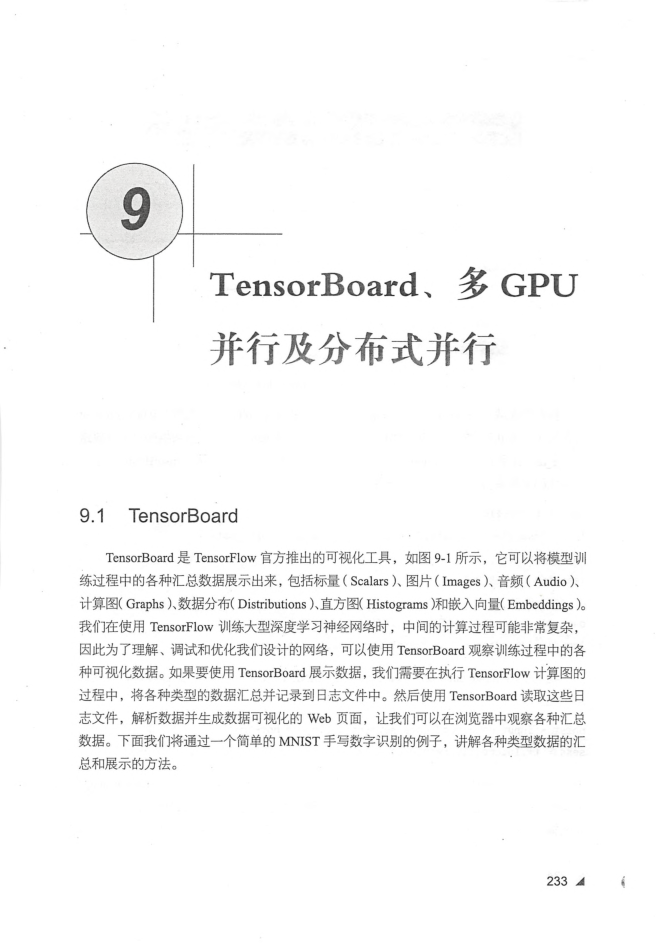 9
TensorBoard、多 GPU
并行及分布式并行
9.1 TensorBoard
TensorBoard 是 TensorFlow 官方推出的可视化工具，如图 9-1 所示，它可以将模型训
练过程中的各种汇总数据展示出来，包括标量（Scalars）、图片（Images）、音频（Audio）、
计算图（Graphs）、数据分布（Distributions）、直方图（Histograms）和嵌入向量（Embeddings）。
我们在使用 TensorFlow 训练大型深度学习神经网络时，中间的计算过程可能非常复杂，
因此为了理解、调试和优化我们设计的网络，可以使用 TensorBoard 观察训练过程中的各
种可视化数据。如果要使用 TensorBoard 展示数据，我们需要在执行 TensorFlow 计算图的
过程中，将各种类型的数据汇总并记录到日志文件中。然后使用 TensorBoard 读取这些日
志文件，解析数据并生成数据可视化的 Web 页面，让我们可以在浏览器中观察各种汇总
数据。下面我们将通过一个简单的 MNIST 手写数字识别的例子，讲解各种类型数据的汇
总和展示的方法。
233